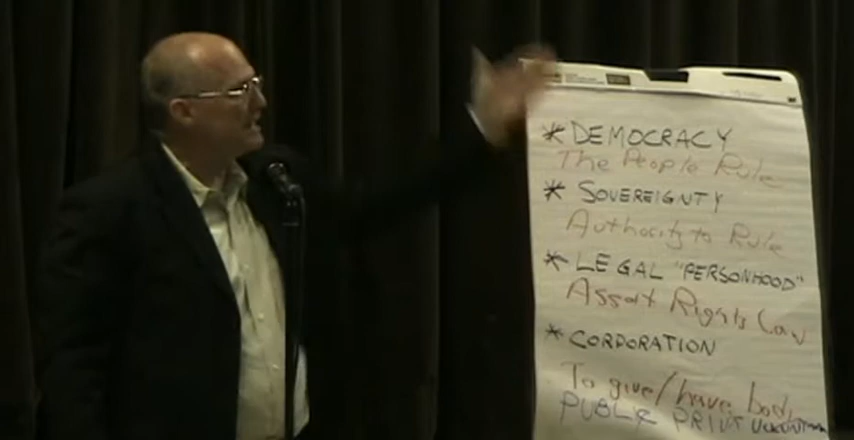 * DEMOCRACY
The People Rule
* SOVEREIGNTY
Authority to Rule
* LEGAL "PERSONHOOD"
Assert Rights Law
* CORPORATION
To give/have body
PUBLIC PRIVT